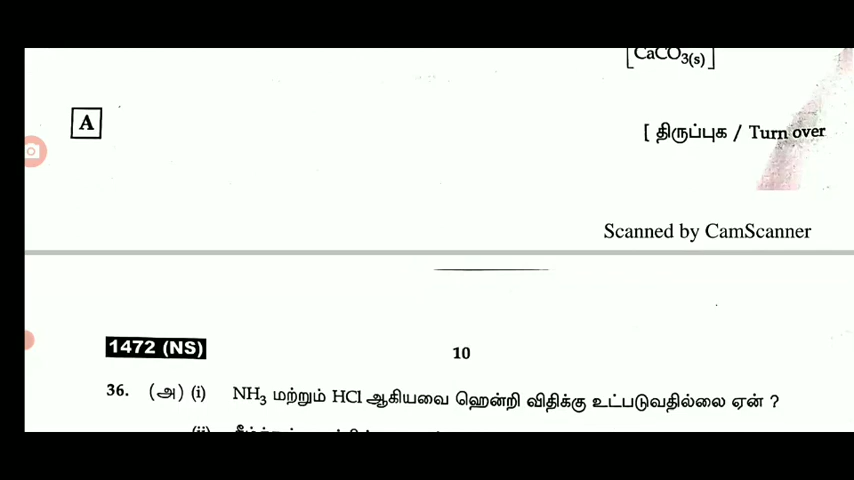 [CaCO3(s)]
A
[ திருப்புக / Turn over
Scanned by CamScanner
1472 (NS)
10
36. (அ) (i) NH3 மற்றும் HCl ஆகியவை ஹென்றி விதிக்கு உட்படுவதில்லை ஏன் ?
(ii)